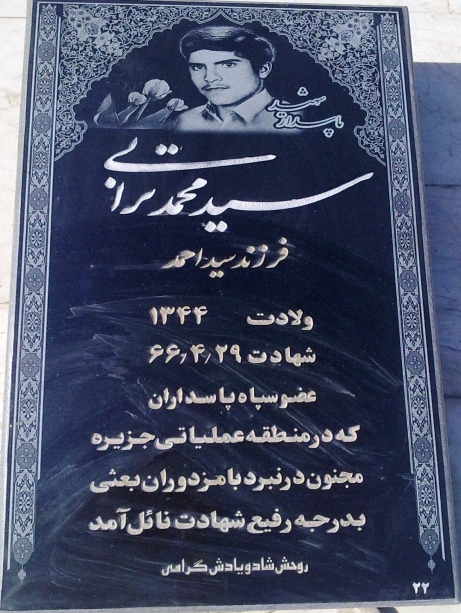 شهید
پاسدار
سید محمد ترابی
فرزند سید احمد
ولادت ۱۳۴۴
شهادت ۶۶٫۴٫۲۹
عضو سپاه پاسداران
که در منطقه عملیاتی جزیره
مجنون در نبرد با مزدوران بعثی
بدرجه رفیع شهادت نائل آمد
روحش شاد و یادش گرامی
۲۲